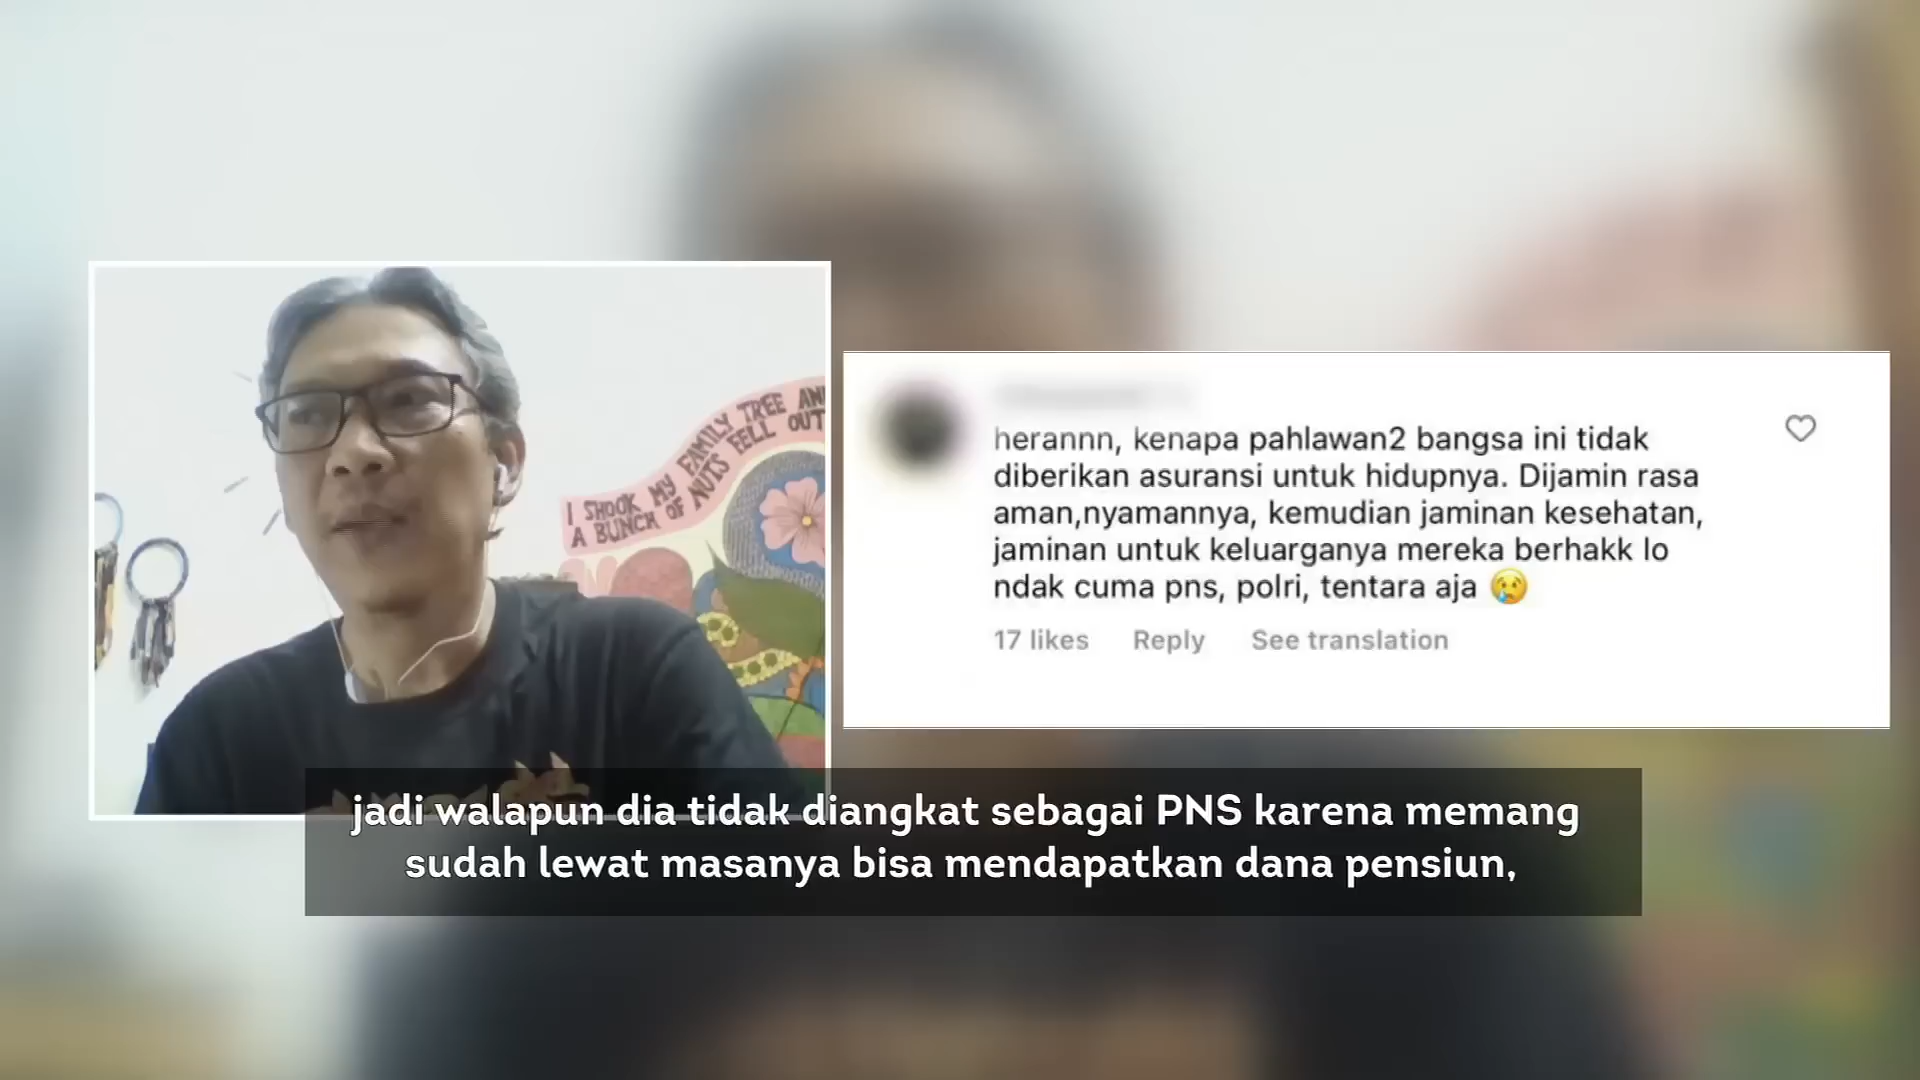 I SHOOK MY FAMILY TREE AND
A BUNCH OF NUTS FELL OUT
herannn, kenapa pahlawan2 bangsa ini tidak
diberikan asuransi untuk hidupnya. Dijamin rasa
aman,nyamannya, kemudian jaminan kesehatan,
jaminan untuk keluarganya mereka berhakk lo
ndak cuma pns, polri, tentara aja 😢
17 likes Reply See translation
jadi walapun dia tidak diangkat sebagai PNS karena memang
sudah lewat masanya bisa mendapatkan dana pensiun,